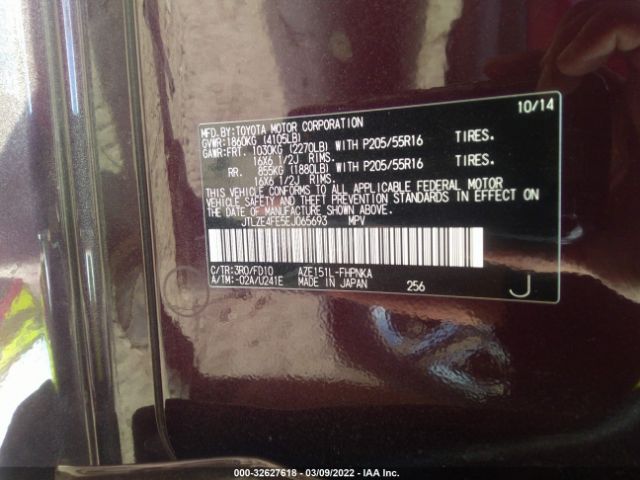 10/14
MFD.BY:TOYOTA MOTOR CORPORATION
GVWR:1860KG (4105LB)
GAWR:FRT. 1030KG (2270LB) WITH P205/55R16 TIRES.
16X6 1/2J RIMS.
RR. 855KG (1880LB) WITH P205/55R16 TIRES.
16X6 1/2J RIMS.
THIS VEHICLE CONFORMS TO ALL APPLICABLE FEDERAL MOTOR
VEHICLE SAFETY AND THEFT PREVENTION STANDARDS IN EFFECT ON
THE DATE OF MANUFACTURE SHOWN ABOVE.
JTLZE4FE5EJ065693 MPV
C/TR:3R0/FD10 AZE151L-FHPNKA
A/TM:-02A/U241E MADE IN JAPAN 256 J
000-32627618 - 03/09/2022 - IAA Inc.